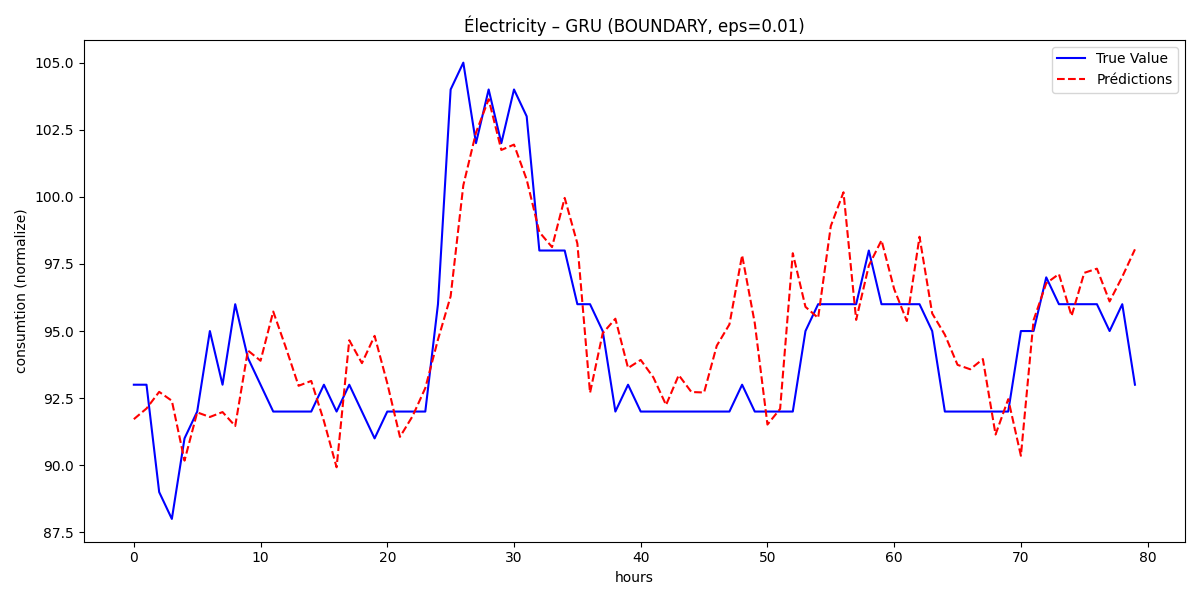 Électricity – GRU (BOUNDARY, eps=0.01)
True Value
Prédictions
consumtion (normalize)
105.0
102.5
100.0
97.5
95.0
92.5
90.0
87.5
0 10 20 30 40 50 60 70 80
hours